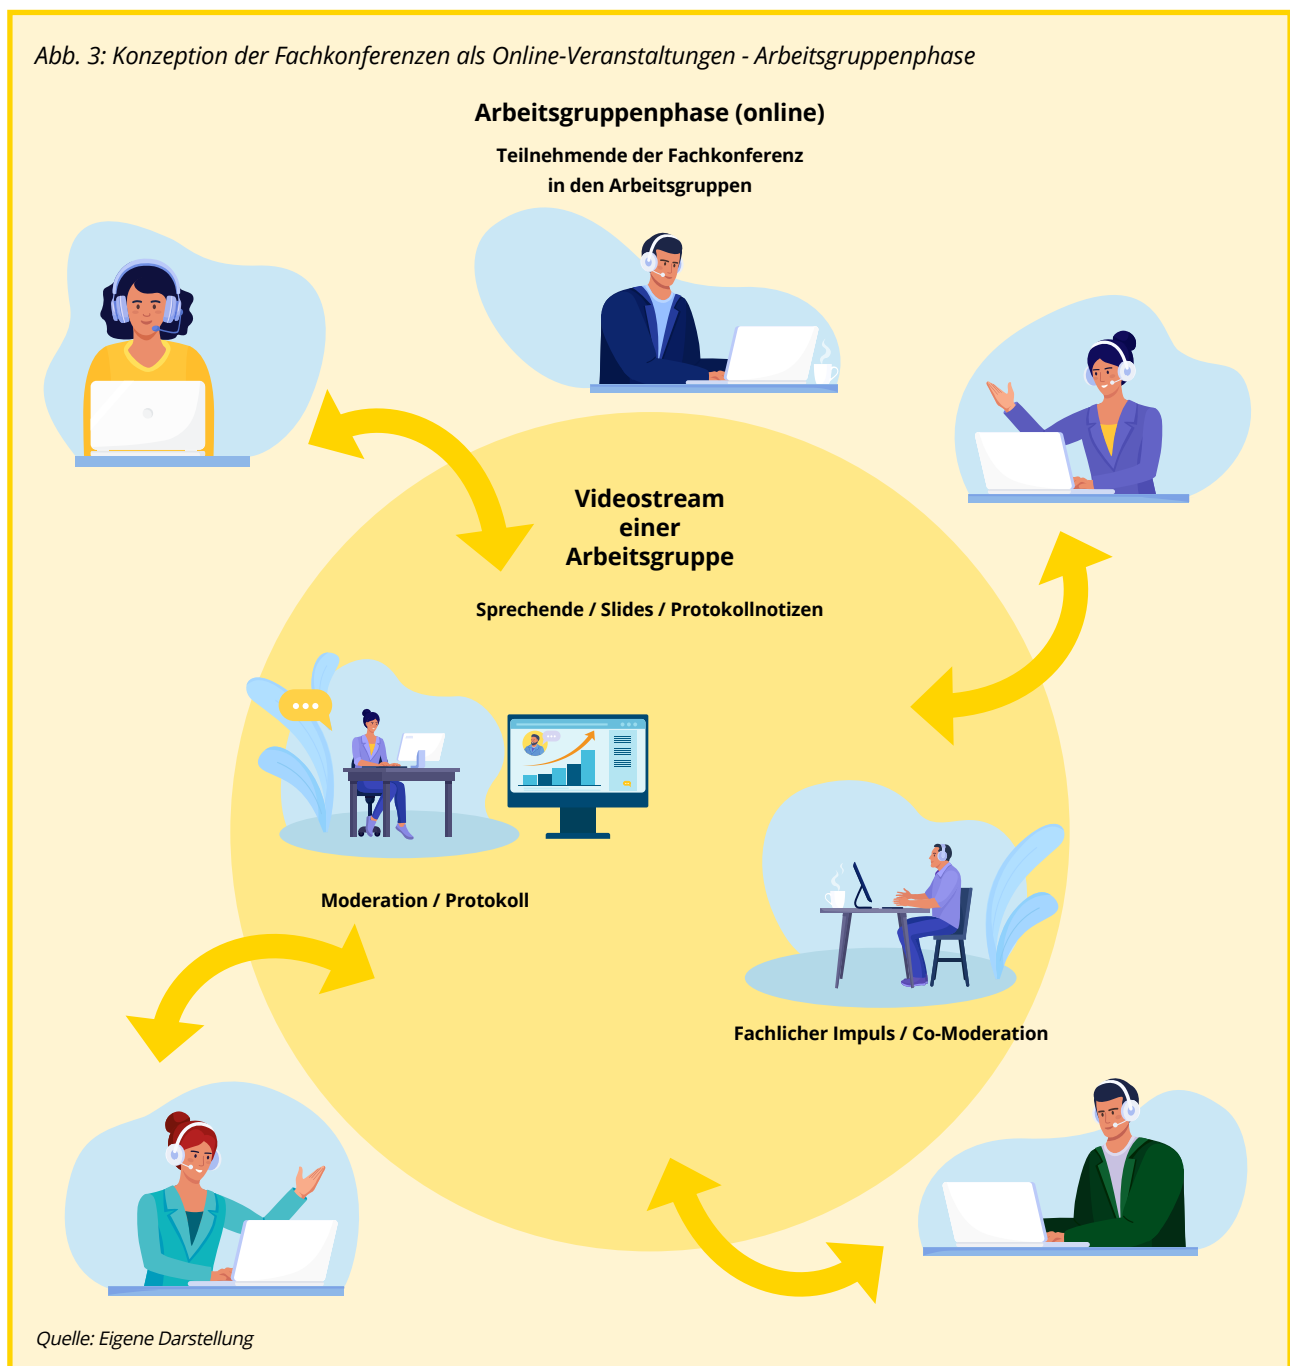 Abb. 3: Konzeption der Fachkonferenzen als Online-Veranstaltungen - Arbeitsgruppenphase
Arbeitsgruppenphase (online)
Teilnehmende der Fachkonferenz
in den Arbeitsgruppen
Videostream
einer
Arbeitsgruppe
Sprechende / Slides / Protokollnotizen
Moderation / Protokoll
Fachlicher Impuls / Co-Moderation
Quelle: Eigene Darstellung